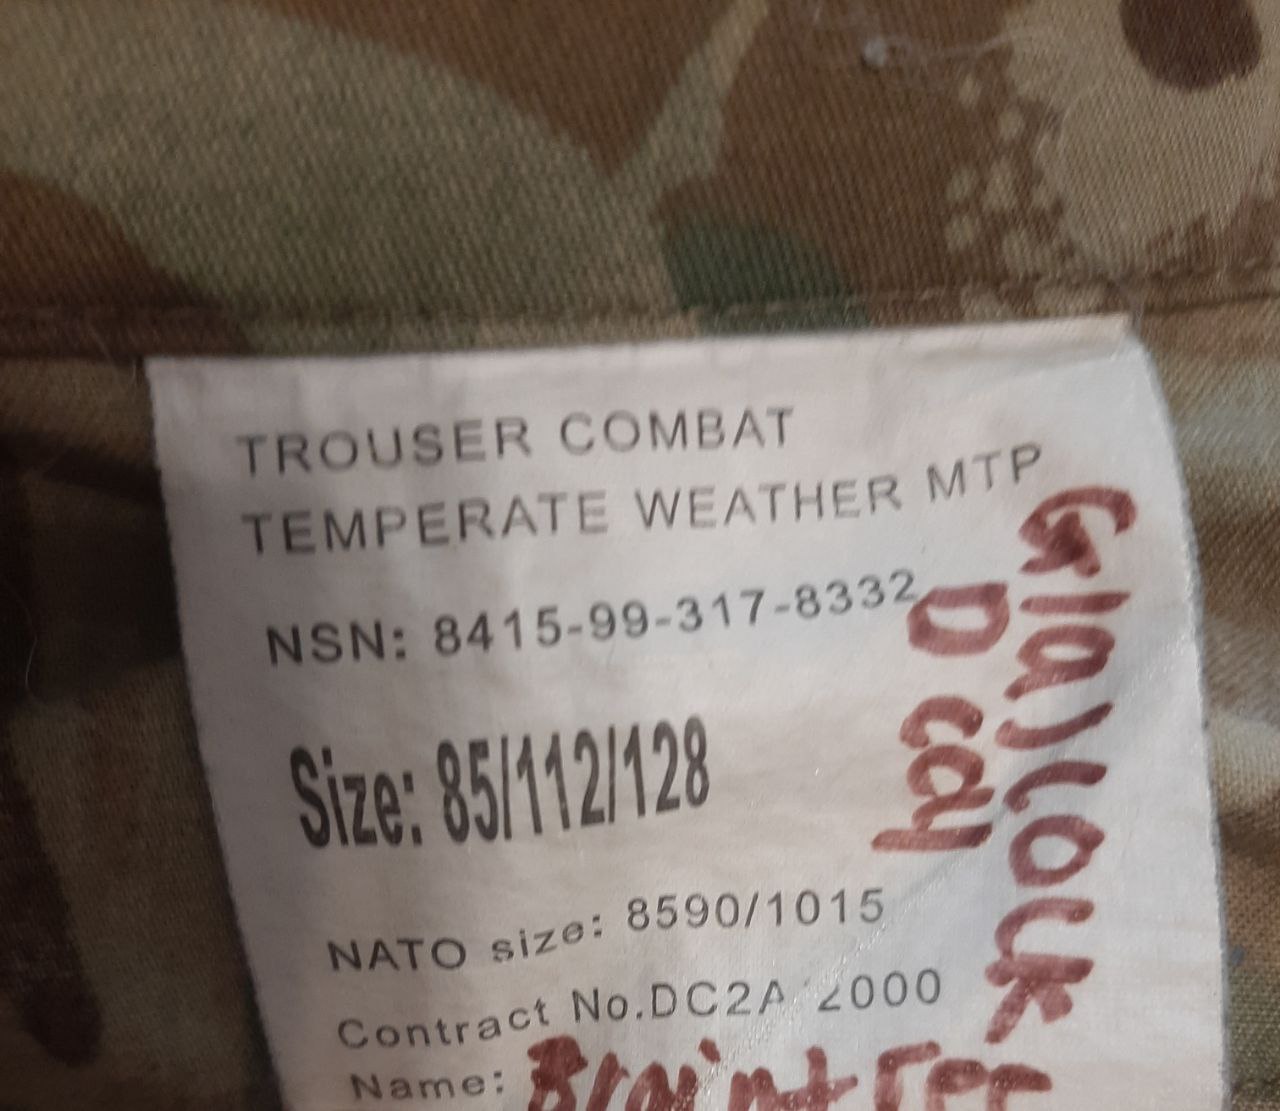 TROUSER COMBAT
TEMPERATE WEATHER MTP
NSN: 8415-99-317-8332
Size: 85/112/128
NATO size: 8590/1015
Contract No.DC2A 2000
Name: Braintree
D coy